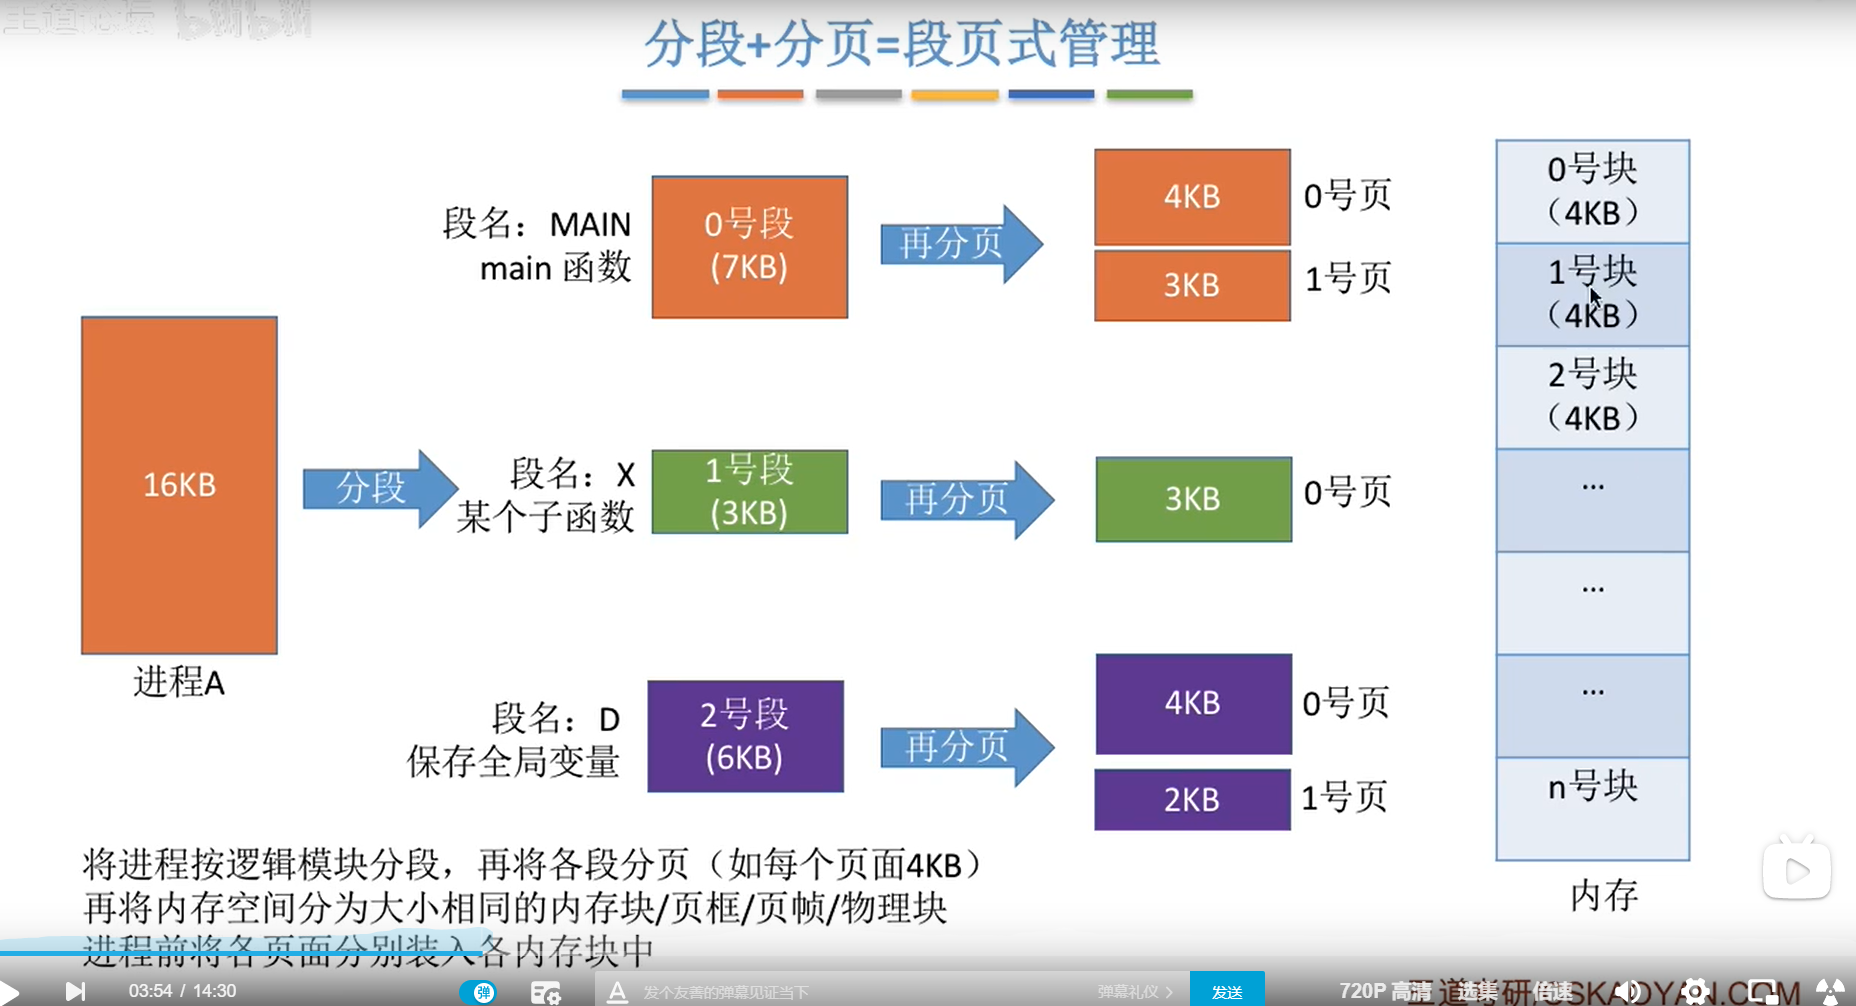 王道论坛 bilibili
分段+分页=段页式管理
段名：MAIN
main 函数
0号段
(7KB)
再分页
4KB
0号页
3KB
1号页
16KB
进程A
分段
段名：X
某个子函数
1号段
(3KB)
再分页
3KB
0号页
段名：D
保存全局变量
2号段
(6KB)
再分页
4KB
0号页
2KB
1号页
0号块
（4KB）
1号块
（4KB）
2号块
（4KB）
...
...
...
n号块
内存
将进程按逻辑模块分段，再将各段分页（如每个页面4KB）
再将内存空间分为大小相同的内存块/页框/页帧/物理块
进程前将各页面分别装入各内存块中
03:54 / 14:30
弹
发个友善的弹幕见证当下
弹幕礼仪
发送
720P 高清
选集
倍速
王道考研/CSKAOYAN.COM